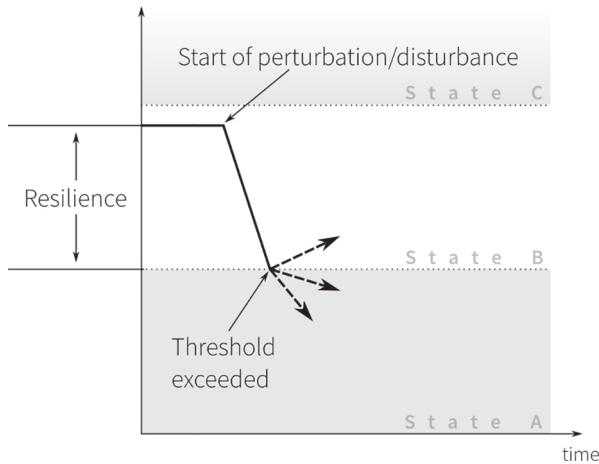 Start of perturbation/disturbance
State C
Resilience
State B
Threshold
exceeded
State A
time